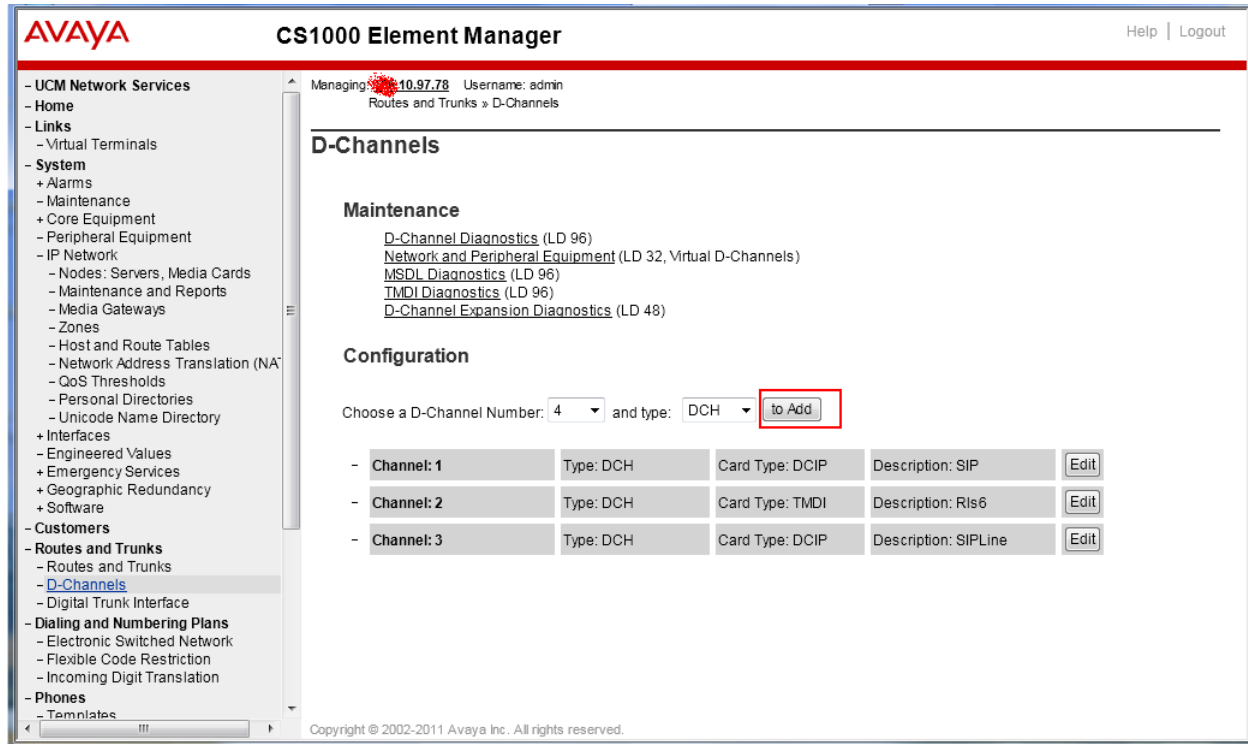 AVAYA
CS1000 Element Manager
Help | Logout
– UCM Network Services
– Home
– Links
– Virtual Terminals
– System
+ Alarms
– Maintenance
+ Core Equipment
– Peripheral Equipment
– IP Network
– Nodes: Servers, Media Cards
– Maintenance and Reports
– Media Gateways
– Zones
– Host and Route Tables
– Network Address Translation (NA
– QoS Thresholds
– Personal Directories
– Unicode Name Directory
+ Interfaces
– Engineered Values
+ Emergency Services
+ Geographic Redundancy
+ Software
– Customers
– Routes and Trunks
– Routes and Trunks
– D-Channels
– Digital Trunk Interface
– Dialing and Numbering Plans
– Electronic Switched Network
– Flexible Code Restriction
– Incoming Digit Translation
– Phones
– Templates
Managing: 10.97.78 Username: admin
Routes and Trunks » D-Channels
D-Channels
Maintenance
D-Channel Diagnostics (LD 96)
Network and Peripheral Equipment (LD 32, Virtual D-Channels)
MSDL Diagnostics (LD 96)
TMDI Diagnostics (LD 96)
D-Channel Expansion Diagnostics (LD 48)
Configuration
Choose a D-Channel Number: 4 and type: DCH to Add
– Channel: 1 Type: DCH Card Type: DCIP Description: SIP Edit
– Channel: 2 Type: DCH Card Type: TMDI Description: Rls6 Edit
– Channel: 3 Type: DCH Card Type: DCIP Description: SIPLine Edit
Copyright © 2002-2011 Avaya Inc. All rights reserved.